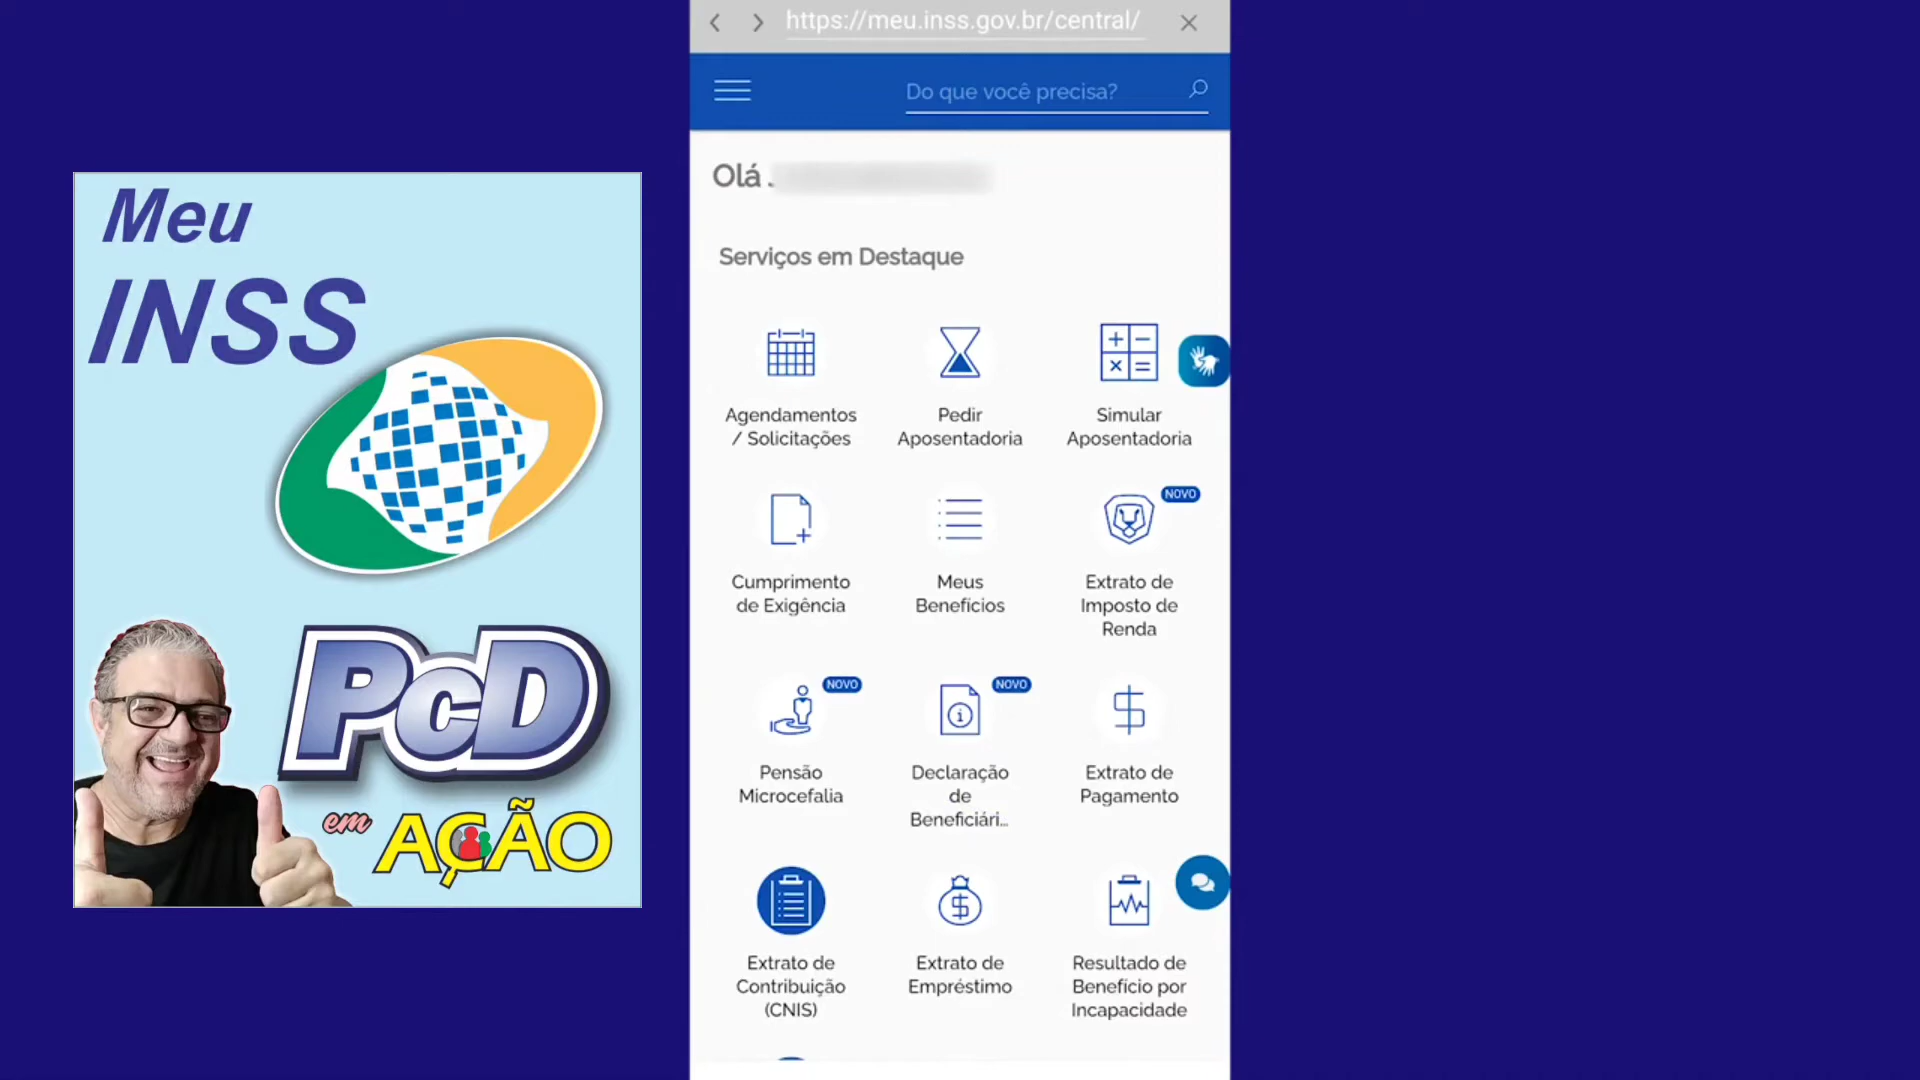 Meu
INSS
PcD
em AÇÃO
https://meu.inss.gov.br/central/
Do que você precisa?
Olá
Serviços em Destaque
Agendamentos
/ Solicitações
Pedir
Aposentadoria
Simular
Aposentadoria
Cumprimento
de Exigência
Meus
Benefícios
NOVO
Extrato de
Imposto de
Renda
NOVO
Pensão
Microcefalia
NOVO
Declaração
de
Beneficiári...
Extrato de
Pagamento
Extrato de
Contribuição
(CNIS)
Extrato de
Empréstimo
Resultado de
Benefício por
Incapacidade